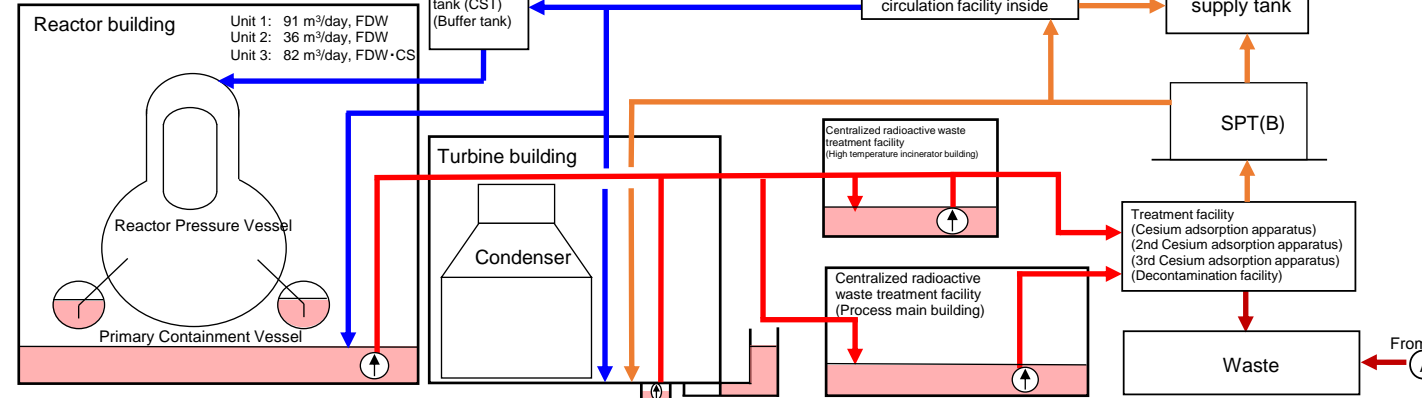 tank (CST)
(Buffer tank)
circulation facility inside
supply tank
Reactor building
Unit 1: 91 m³/day, FDW
Unit 2: 36 m³/day, FDW
Unit 3: 82 m³/day, FDW・CS
SPT(B)
Centralized radioactive waste
treatment facility
(High temperature incinerator building)
Turbine building
Reactor Pressure Vessel
Condenser
Treatment facility
(Cesium adsorption apparatus)
(2nd Cesium adsorption apparatus)
(3rd Cesium adsorption apparatus)
(Decontamination facility)
Centralized radioactive
waste treatment facility
(Process main building)
Primary Containment Vessel
Waste
From